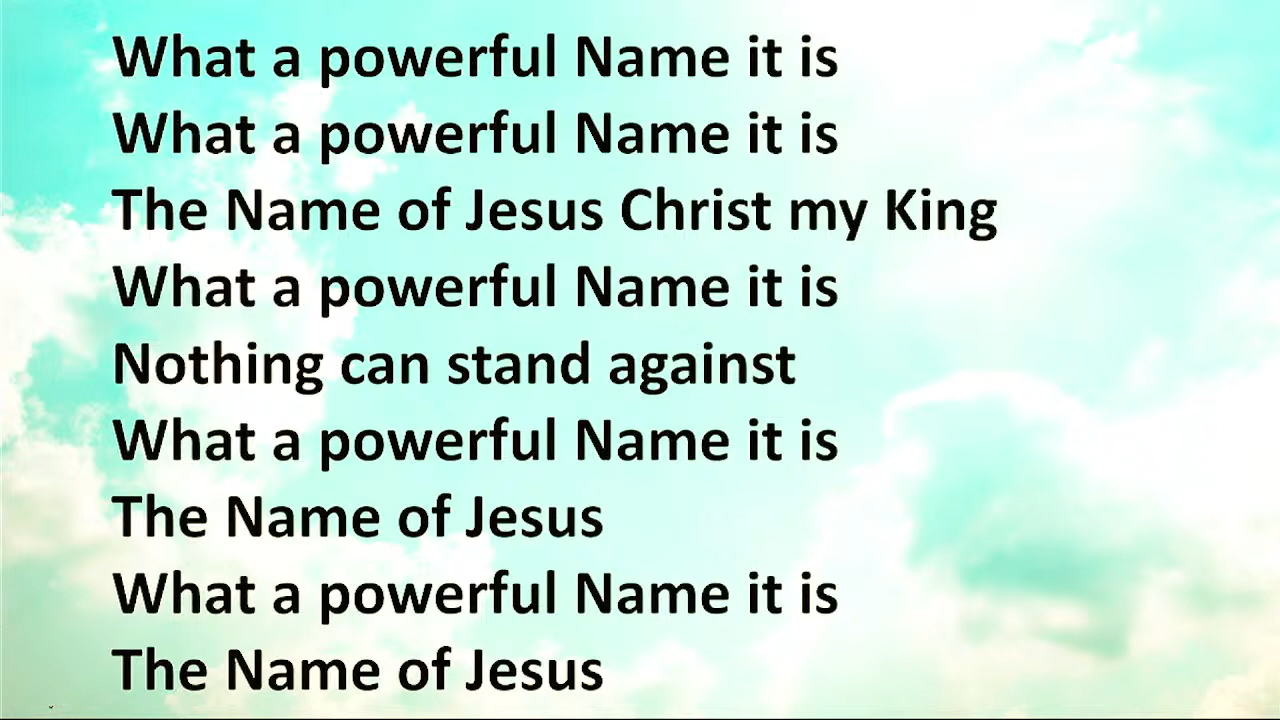 What a powerful Name it is
What a powerful Name it is
The Name of Jesus Christ my King
What a powerful Name it is
Nothing can stand against
What a powerful Name it is
The Name of Jesus
What a powerful Name it is
The Name of Jesus